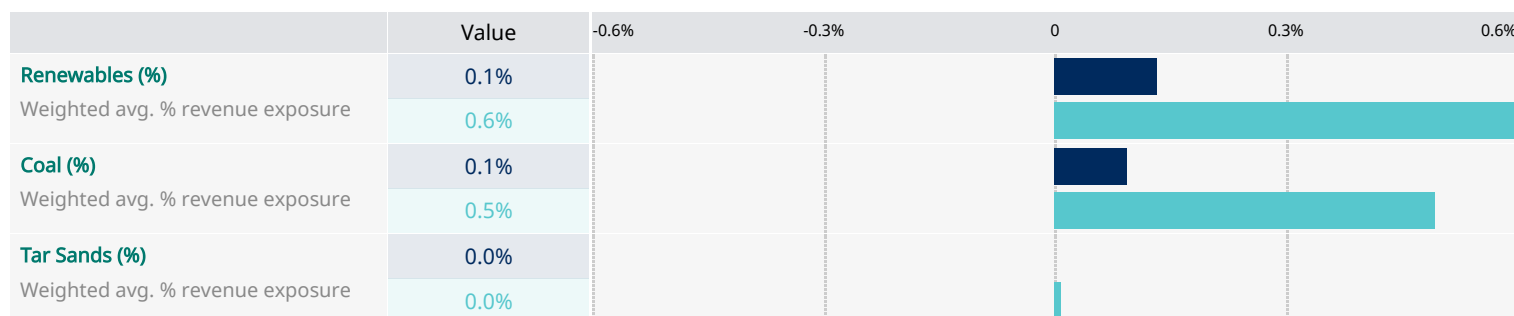 Value -0.6% -0.3% 0 0.3% 0.6%
Renewables (%) 0.1%
Weighted avg. % revenue exposure 0.6%
Coal (%) 0.1%
Weighted avg. % revenue exposure 0.5%
Tar Sands (%) 0.0%
Weighted avg. % revenue exposure 0.0%